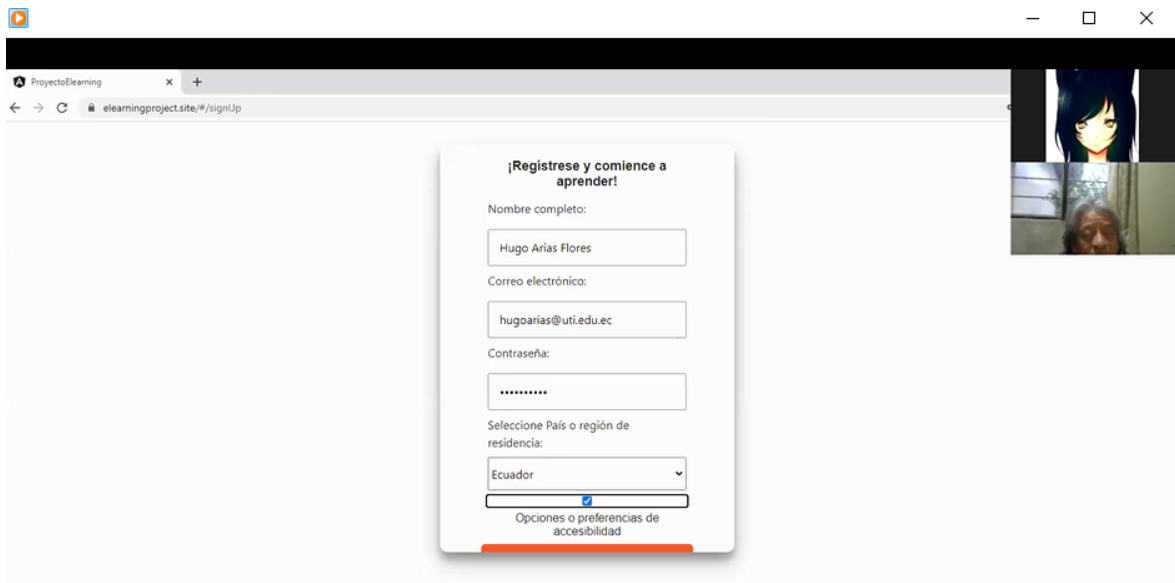 ProyectoElearning
elearningproject.site/#/signUp
¡Regístrese y comience a
aprender!
Nombre completo:
Hugo Arias Flores
Correo electrónico:
hugoarias@uti.edu.ec
Contraseña:
••••••••••
Seleccione País o región de
residencia:
Ecuador
Opciones o preferencias de
accesibilidad